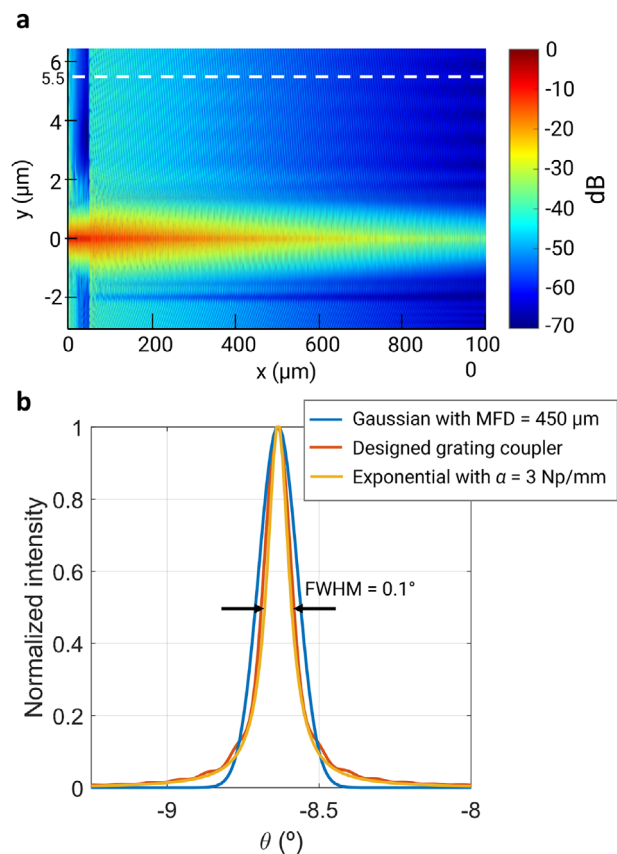 a
6
5.5
4
2
0
-2
y (μm)
0 200 400 600 800 100
0
x (μm)
0
-10
-20
-30
-40
-50
-60
-70
dB
b
Gaussian with MFD = 450 μm
Designed grating coupler
Exponential with α = 3 Np/mm
1
0.8
0.6
0.4
0.2
0
Normalized intensity
FWHM = 0.1°
-9 -8.5 -8
θ (º)